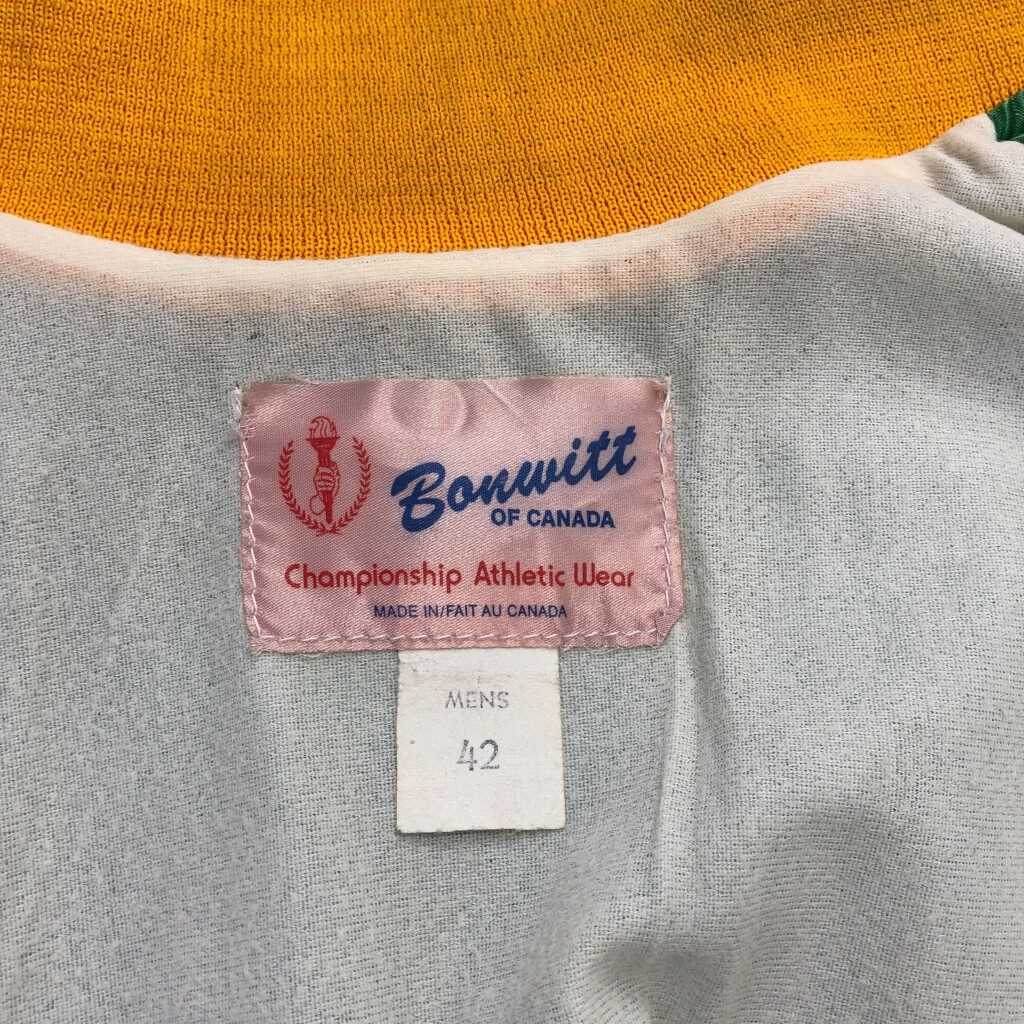 Bonwitt
OF CANADA
Championship Athletic Wear
MADE IN/FAIT AU CANADA
MENS
42